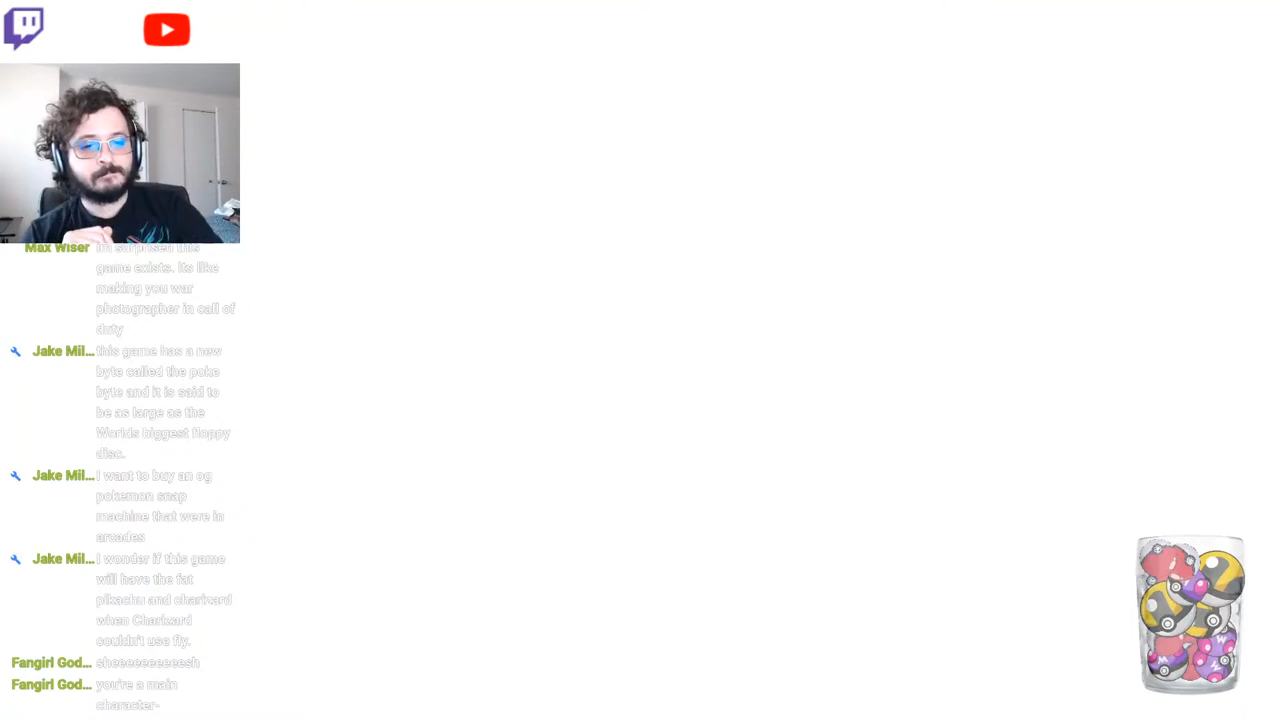 Max Wiser im surprised this
game exists. Its like
making you war
photographer in call of
duty
Jake Mil... this game has a new
byte called the poke
byte and it is said to
be as large as the
Worlds biggest floppy
disc.
Jake Mil... I want to buy an og
pokemon snap
machine that were in
arcades
Jake Mil... I wonder if this game
will have the fat
pikachu and charizard
when Charizard
couldn't use fly.
Fangirl God... sheeeeeeeeesh
Fangirl God... you're a main
character-